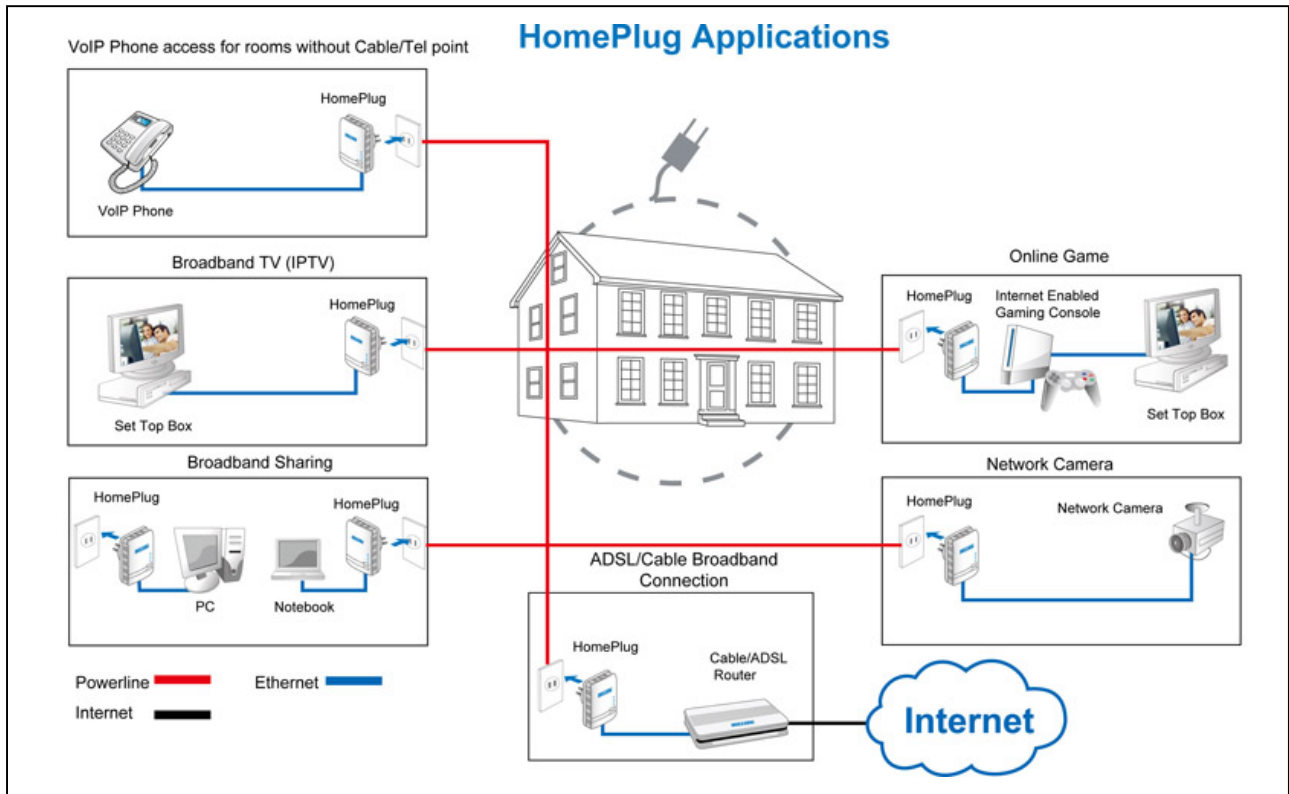 HomePlug Applications
VoIP Phone access for rooms without Cable/Tel point
HomePlug
VoIP Phone
Broadband TV (IPTV)
HomePlug
Set Top Box
Broadband Sharing
HomePlug
HomePlug
PC
Notebook
Online Game
HomePlug
Internet Enabled
Gaming Console
Set Top Box
Network Camera
HomePlug
Network Camera
ADSL/Cable Broadband
Connection
HomePlug
Cable/ADSL
Router
Internet
Powerline
Ethernet
Internet